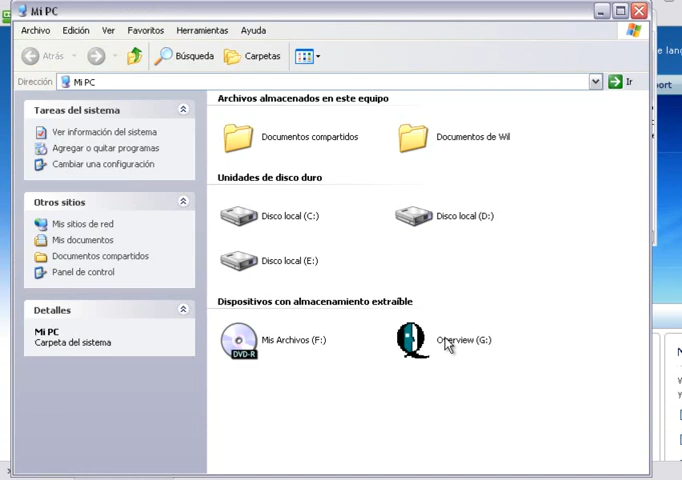 Mi PC
Archivo Edición Ver Favoritos Herramientas Ayuda
Atrás Búsqueda Carpetas
Dirección Mi PC Ir
Tareas del sistema
Ver información del sistema
Agregar o quitar programas
Cambiar una configuración
Otros sitios
Mis sitios de red
Mis documentos
Documentos compartidos
Panel de control
Detalles
Mi PC
Carpeta del sistema
Archivos almacenados en este equipo
Documentos compartidos Documentos de Wil
Unidades de disco duro
Disco local (C:) Disco local (D:)
Disco local (E:)
Dispositivos con almacenamiento extraíble
DVD-R
Mis Archivos (F:) Overview (G:)